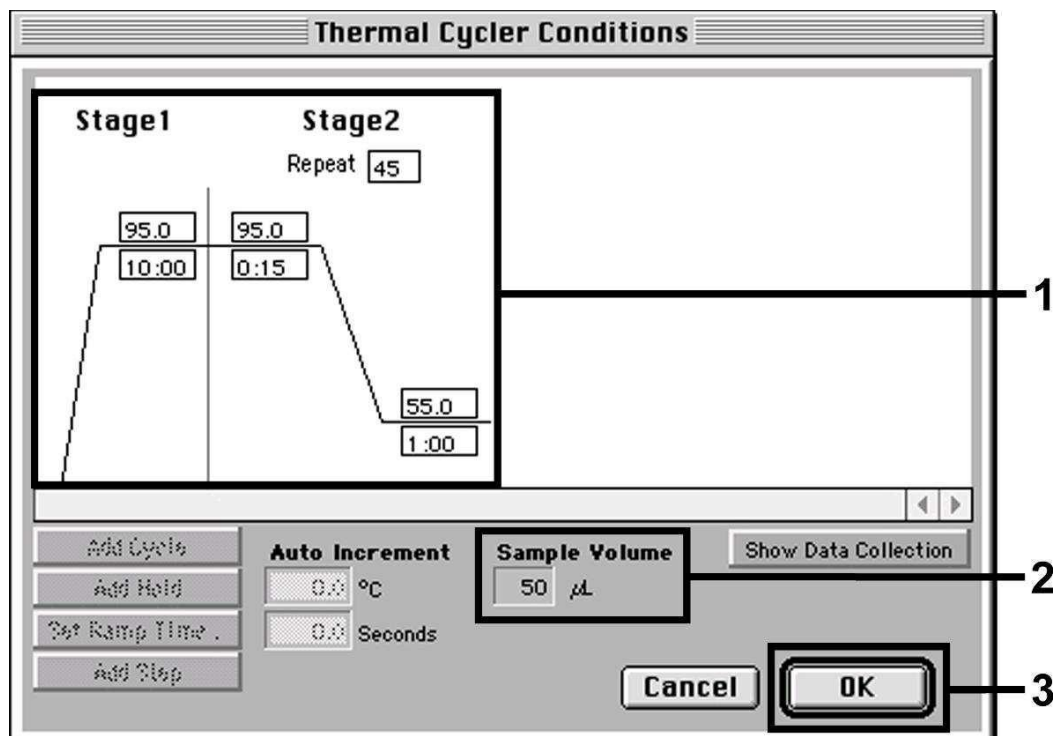 Thermal Cycler Conditions
Stage1 Stage2
Repeat 45
95.0 95.0
10:00 0:15
1
55.0
1:00
Add Cycle
Add Hold
Set Ramp Time .
Add Step
Auto Increment
0.0 °C
0.0 Seconds
Sample Volume
50 µL
Show Data Collection
2
Cancel OK
3